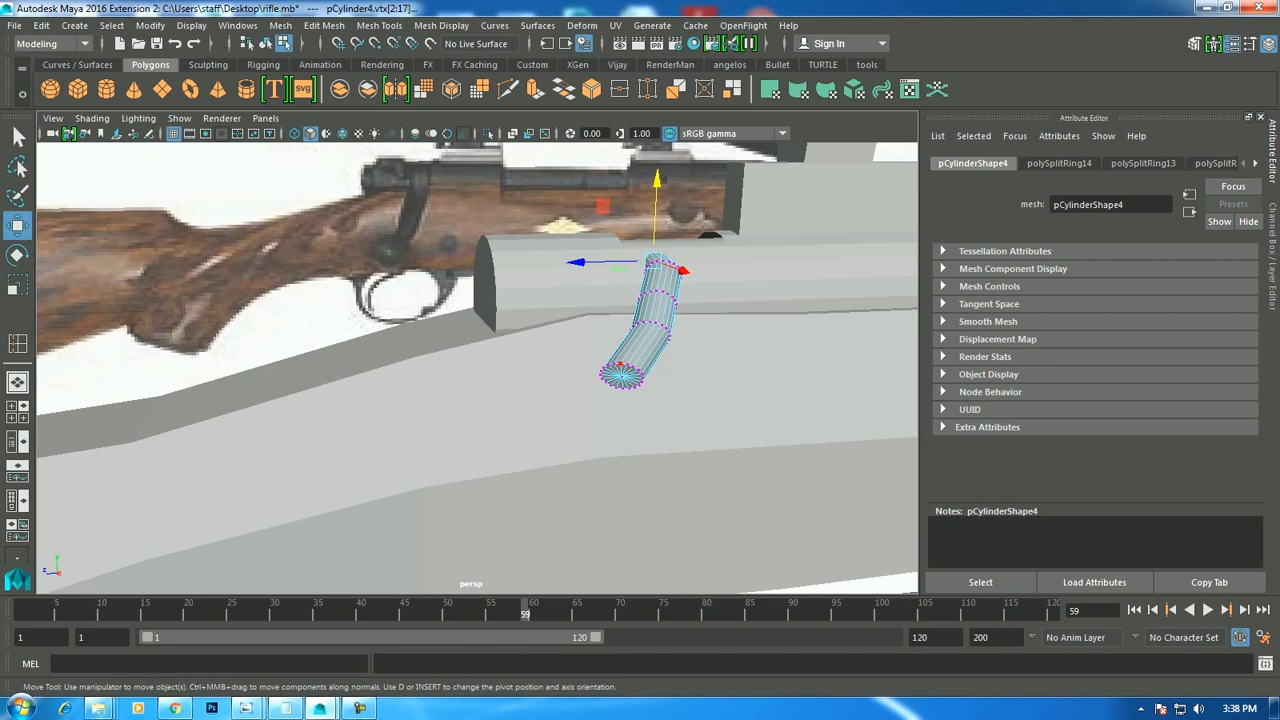 Autodesk Maya 2016 Extension 2: C:\Users\staff\Desktop\rifle.mb* --- pCylinder4.vtx[2:17]...
File Edit Create Select Modify Display Windows Mesh Edit Mesh Mesh Tools Mesh Display Curves Surfaces Deform UV Generate Cache OpenFlight Help
Modeling No Live Surface Sign In
Curves / Surfaces Polygons Sculpting Rigging Animation Rendering FX FX Caching Custom XGen Vijay RenderMan angelos Bullet TURTLE tools
T svg
View Shading Lighting Show Renderer Panels
0.00 1.00 sRGB gamma
Attribute Editor
List Selected Focus Attributes Show Help
pCylinderShape4 polySplitRing14 polySplitRing13 polySplitR
mesh: pCylinderShape4
Focus
Presets
Show Hide
Tessellation Attributes
Mesh Component Display
Mesh Controls
Tangent Space
Smooth Mesh
Displacement Map
Render Stats
Object Display
Node Behavior
UUID
Extra Attributes
Notes: pCylinderShape4
Select Load Attributes Copy Tab
Attribute Editor
Channel Box / Layer Editor
y
z x
persp
5 10 15 20 25 30 35 40 45 50 55 59 60 65 70 75 80 85 90 95 100 105 110 115 120 59
1 1 1 120 120 200 No Anim Layer No Character Set
MEL
Move Tool: Use manipulator to move object(s). Ctrl+MMB+drag to move components along normals. Use D or INSERT to change the pivot position and axis orientation.
Ps 3:38 PM